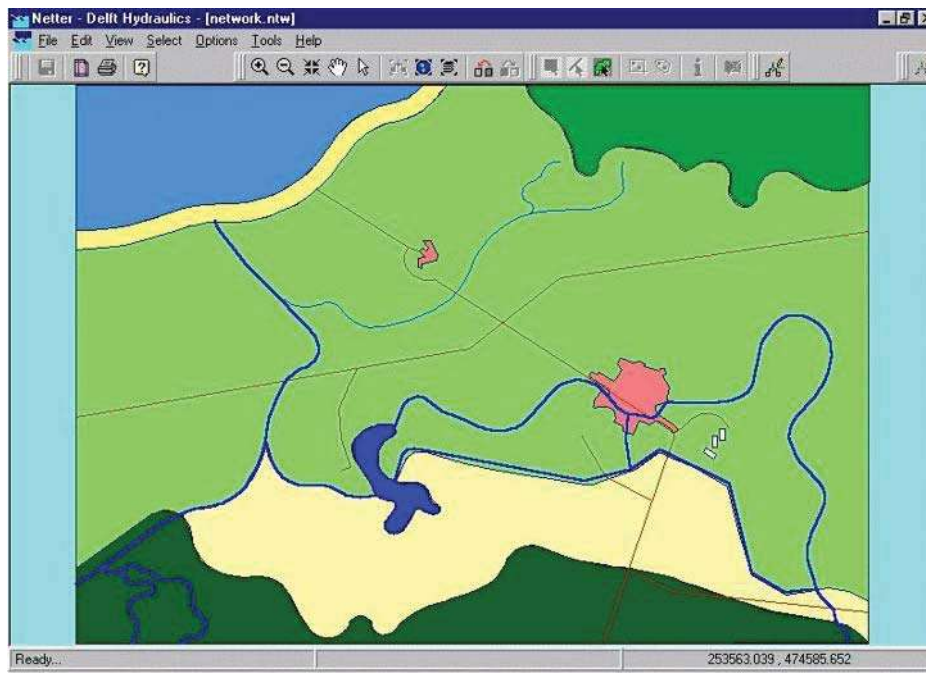 Netter - Delft Hydraulics - [network.ntw]
File Edit View Select Options Tools Help
Ready...
253563.039 , 474585.652